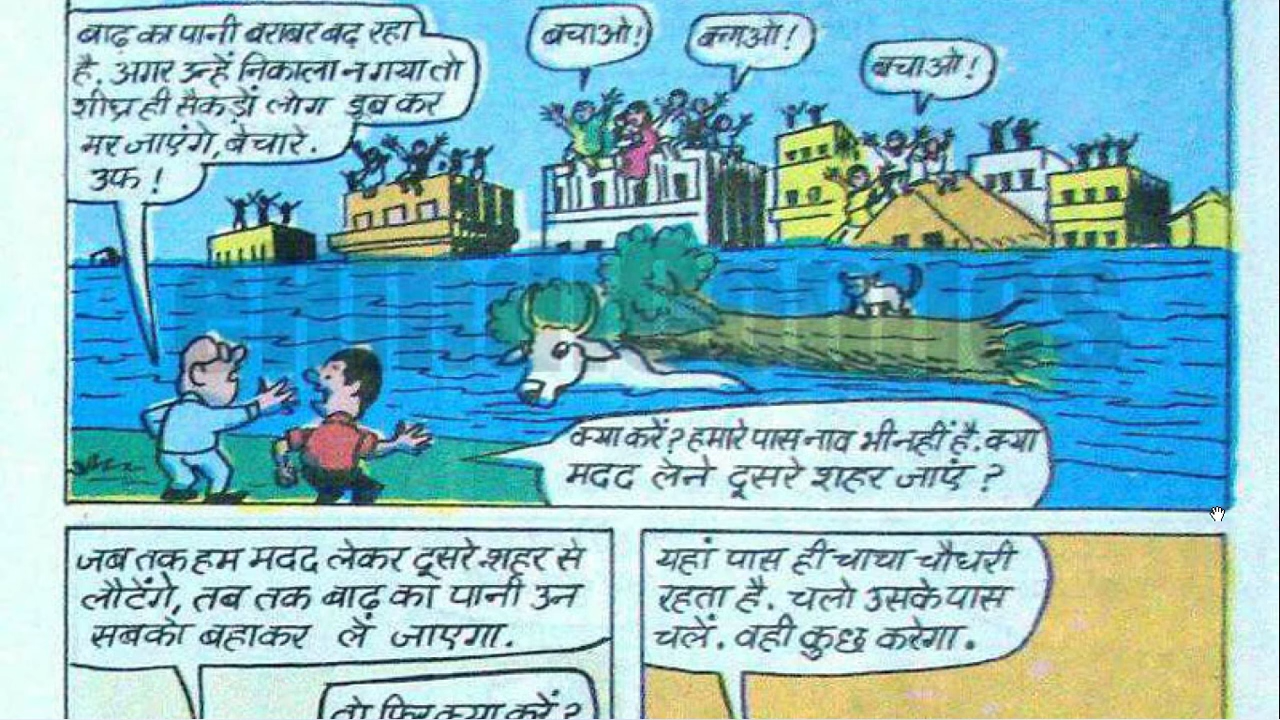 बाढ़ का पानी बराबर बढ़ रहा
है. अगर उन्हें निकाला न गया तो
शीघ्र ही सैकड़ों लोग डूब कर
मर जाएंगे, बेचारे.
उफ !
बचाओ!
बचाओ!
बचाओ!
क्या करें? हमारे पास नाव भी नहीं है. क्या
मदद लेने दूसरे शहर जाएं ?
जब तक हम मदद लेकर दूसरे शहर से
लौटेंगे, तब तक बाढ़ का पानी उन
सबको बहाकर ले जाएगा.
तो फिर क्या करें?
यहां पास ही चाचा चौधरी
रहता है. चलो उसके पास
चलें. वही कुछ करेगा.